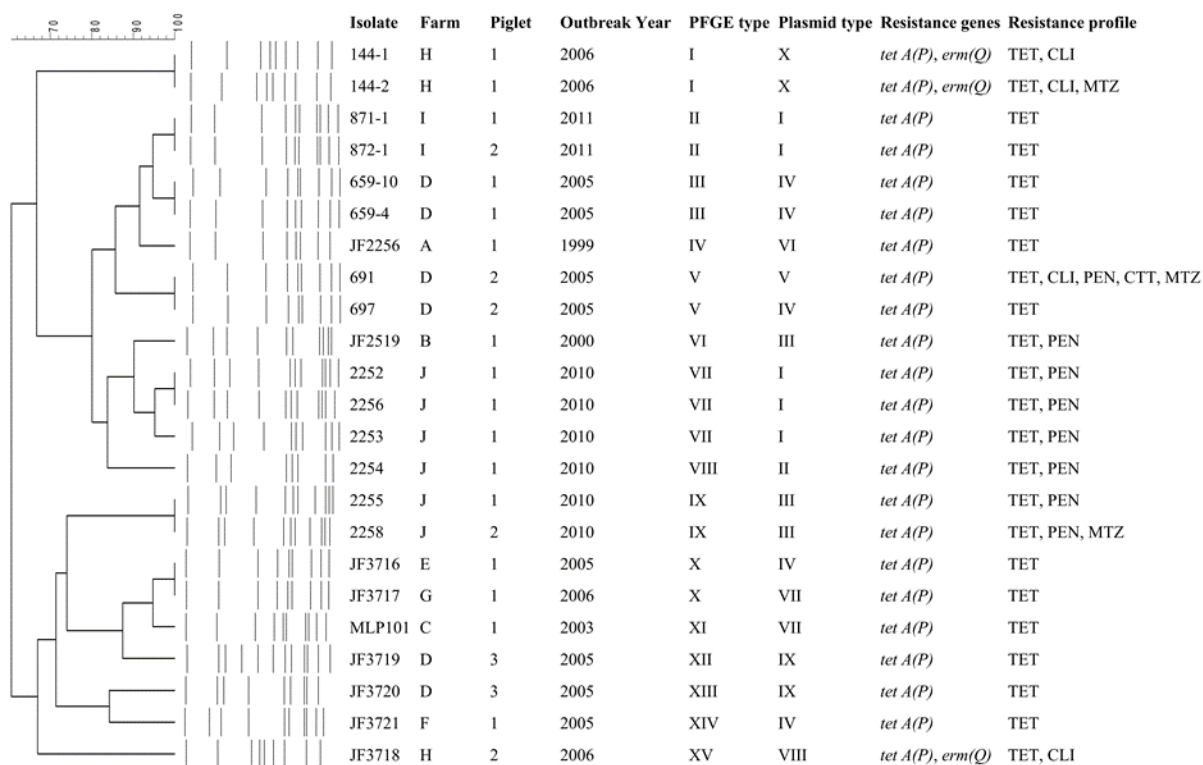 70 80 90 100
Isolate Farm Piglet Outbreak Year PFGE type Plasmid type Resistance genes Resistance profile
144-1 H 1 2006 I X tet A(P), erm(Q) TET, CLI
144-2 H 1 2006 I X tet A(P), erm(Q) TET, CLI, MTZ
871-1 I 1 2011 II I tet A(P) TET
872-1 I 2 2011 II I tet A(P) TET
659-10 D 1 2005 III IV tet A(P) TET
659-4 D 1 2005 III IV tet A(P) TET
JF2256 A 1 1999 IV VI tet A(P) TET
691 D 2 2005 V V tet A(P) TET, CLI, PEN, CTT, MTZ
697 D 2 2005 V IV tet A(P) TET
JF2519 B 1 2000 VI III tet A(P) TET, PEN
2252 J 1 2010 VII I tet A(P) TET, PEN
2256 J 1 2010 VII I tet A(P) TET, PEN
2253 J 1 2010 VII I tet A(P) TET, PEN
2254 J 1 2010 VIII II tet A(P) TET, PEN
2255 J 1 2010 IX III tet A(P) TET, PEN
2258 J 2 2010 IX III tet A(P) TET, PEN, MTZ
JF3716 E 1 2005 X IV tet A(P) TET
JF3717 G 1 2006 X VII tet A(P) TET
MLP101 C 1 2003 XI VII tet A(P) TET
JF3719 D 3 2005 XII IX tet A(P) TET
JF3720 D 3 2005 XIII IX tet A(P) TET
JF3721 F 1 2005 XIV IV tet A(P) TET
JF3718 H 2 2006 XV VIII tet A(P), erm(Q) TET, CLI